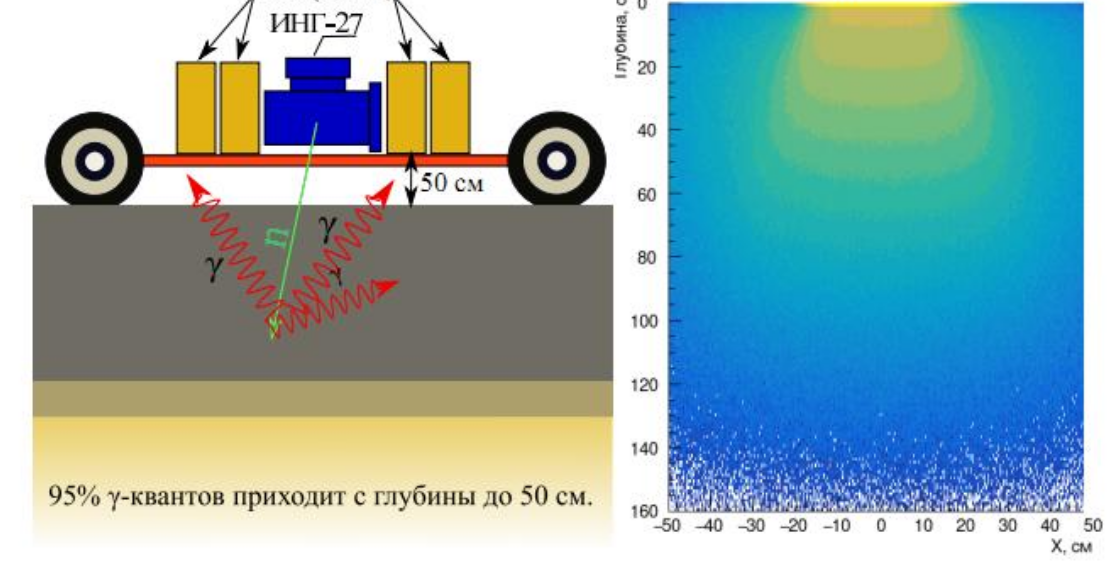 ИНГ-27
50 см
n
γ
γ
γ
95% γ-квантов приходит с глубины до 50 см.
Глубина,
0
20
40
60
80
100
120
140
160
−50 −40 −30 −20 −10 0 10 20 30 40 50
X, см